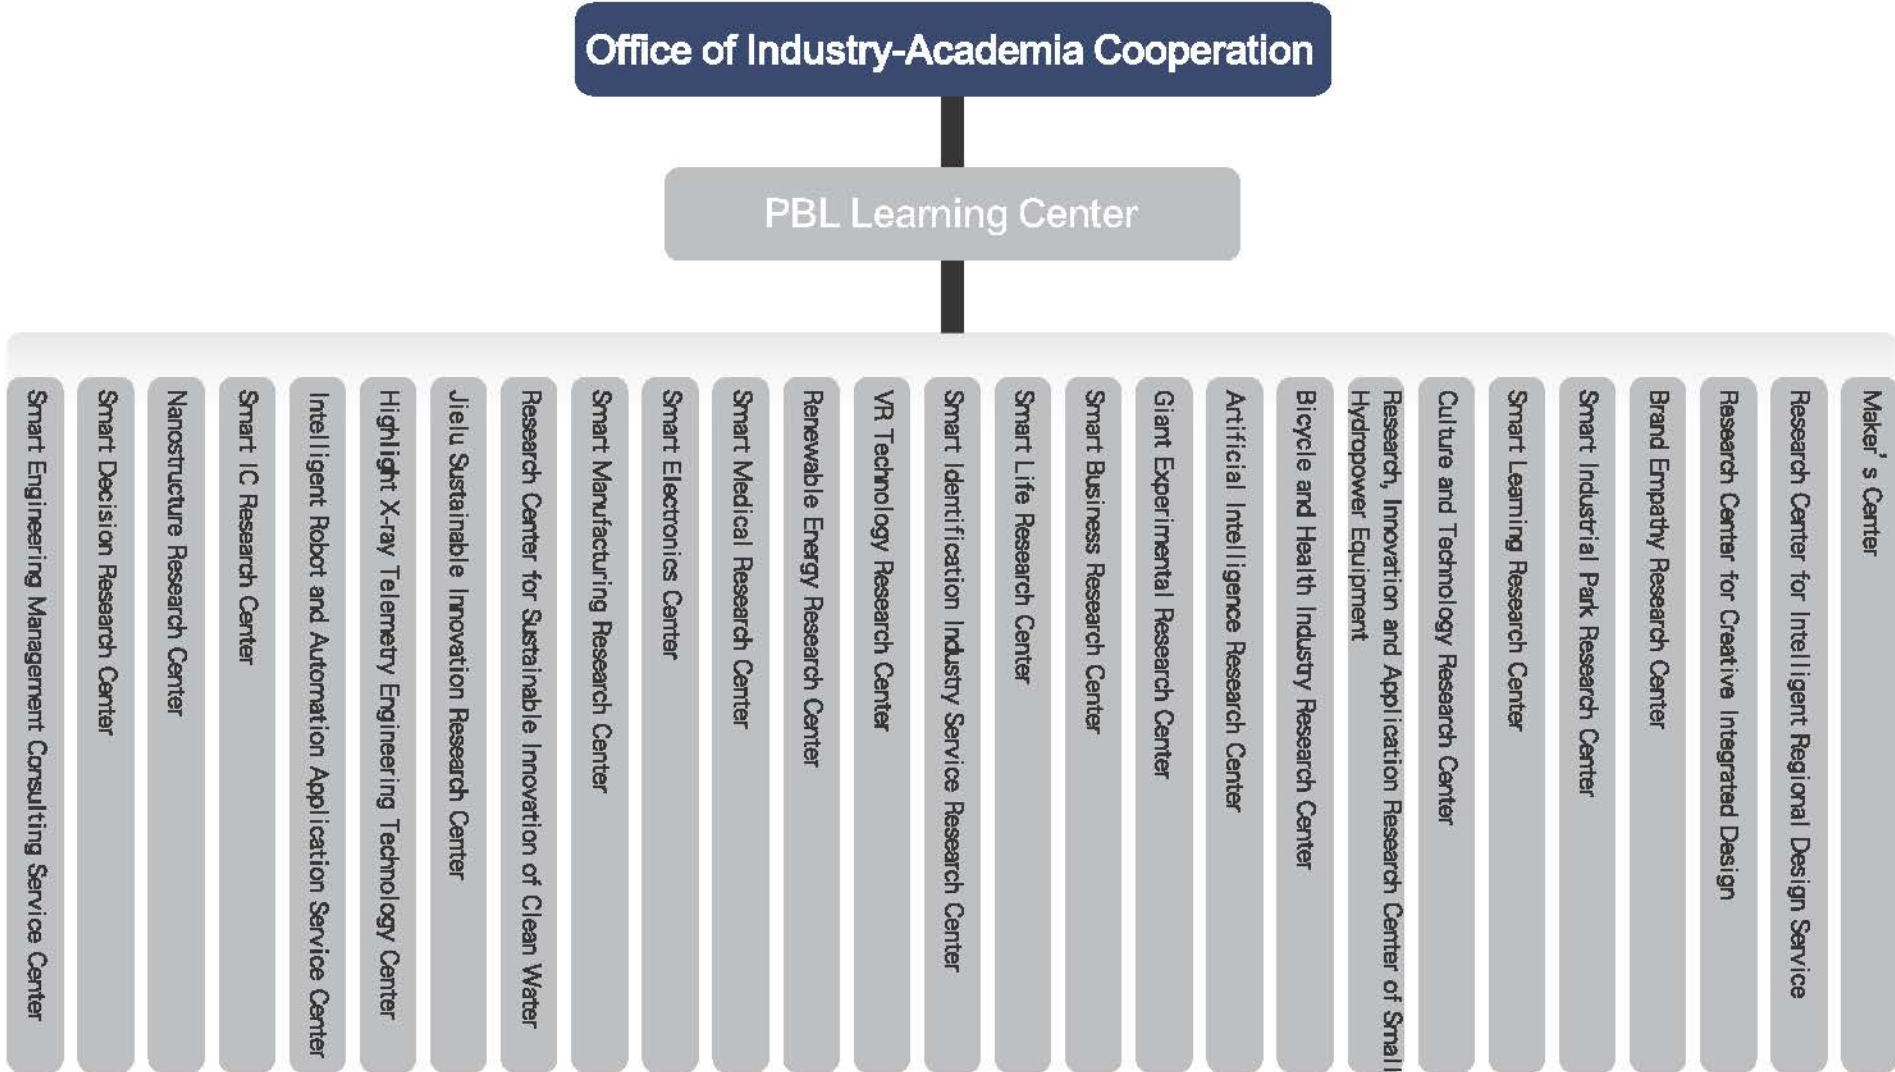 Office of Industry-Academia Cooperation
PBL Learning Center
Smart Engineering Management Consulting Service Center
Smart Decision Research Center
Nanostructure Research Center
Smart IC Research Center
Intelligent Robot and Automation Application Service Center
Highlight X-ray Telemetry Engineering Technology Center
Jielu Sustainable Innovation Research Center
Research Center for Sustainable Innovation of Clean Water
Smart Manufacturing Research Center
Smart Electronics Center
Smart Medical Research Center
Renewable Energy Research Center
VR Technology Research Center
Smart Identification Industry Service Research Center
Smart Life Research Center
Smart Business Research Center
Giant Experimental Research Center
Artificial Intelligence Research Center
Bicycle and Health Industry Research Center
Research, Innovation and Application Research Center of Small
Hydropower Equipment
Culture and Technology Research Center
Smart Learning Research Center
Smart Industrial Park Research Center
Brand Empathy Research Center
Research Center for Creative Integrated Design
Research Center for Intelligent Regional Design Service
Maker’s Center